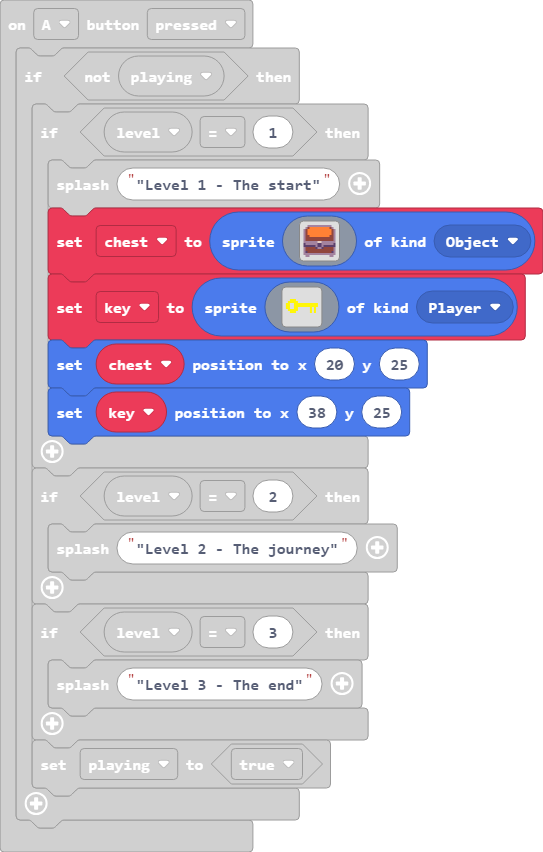 on A button pressed
if not playing then
if level = 1 then
splash ""Level 1 - The start""
set chest to sprite of kind Object
set key to sprite of kind Player
set chest position to x 20 y 25
set key position to x 38 y 25
if level = 2 then
splash ""Level 2 - The journey""
if level = 3 then
splash ""Level 3 - The end""
set playing to true